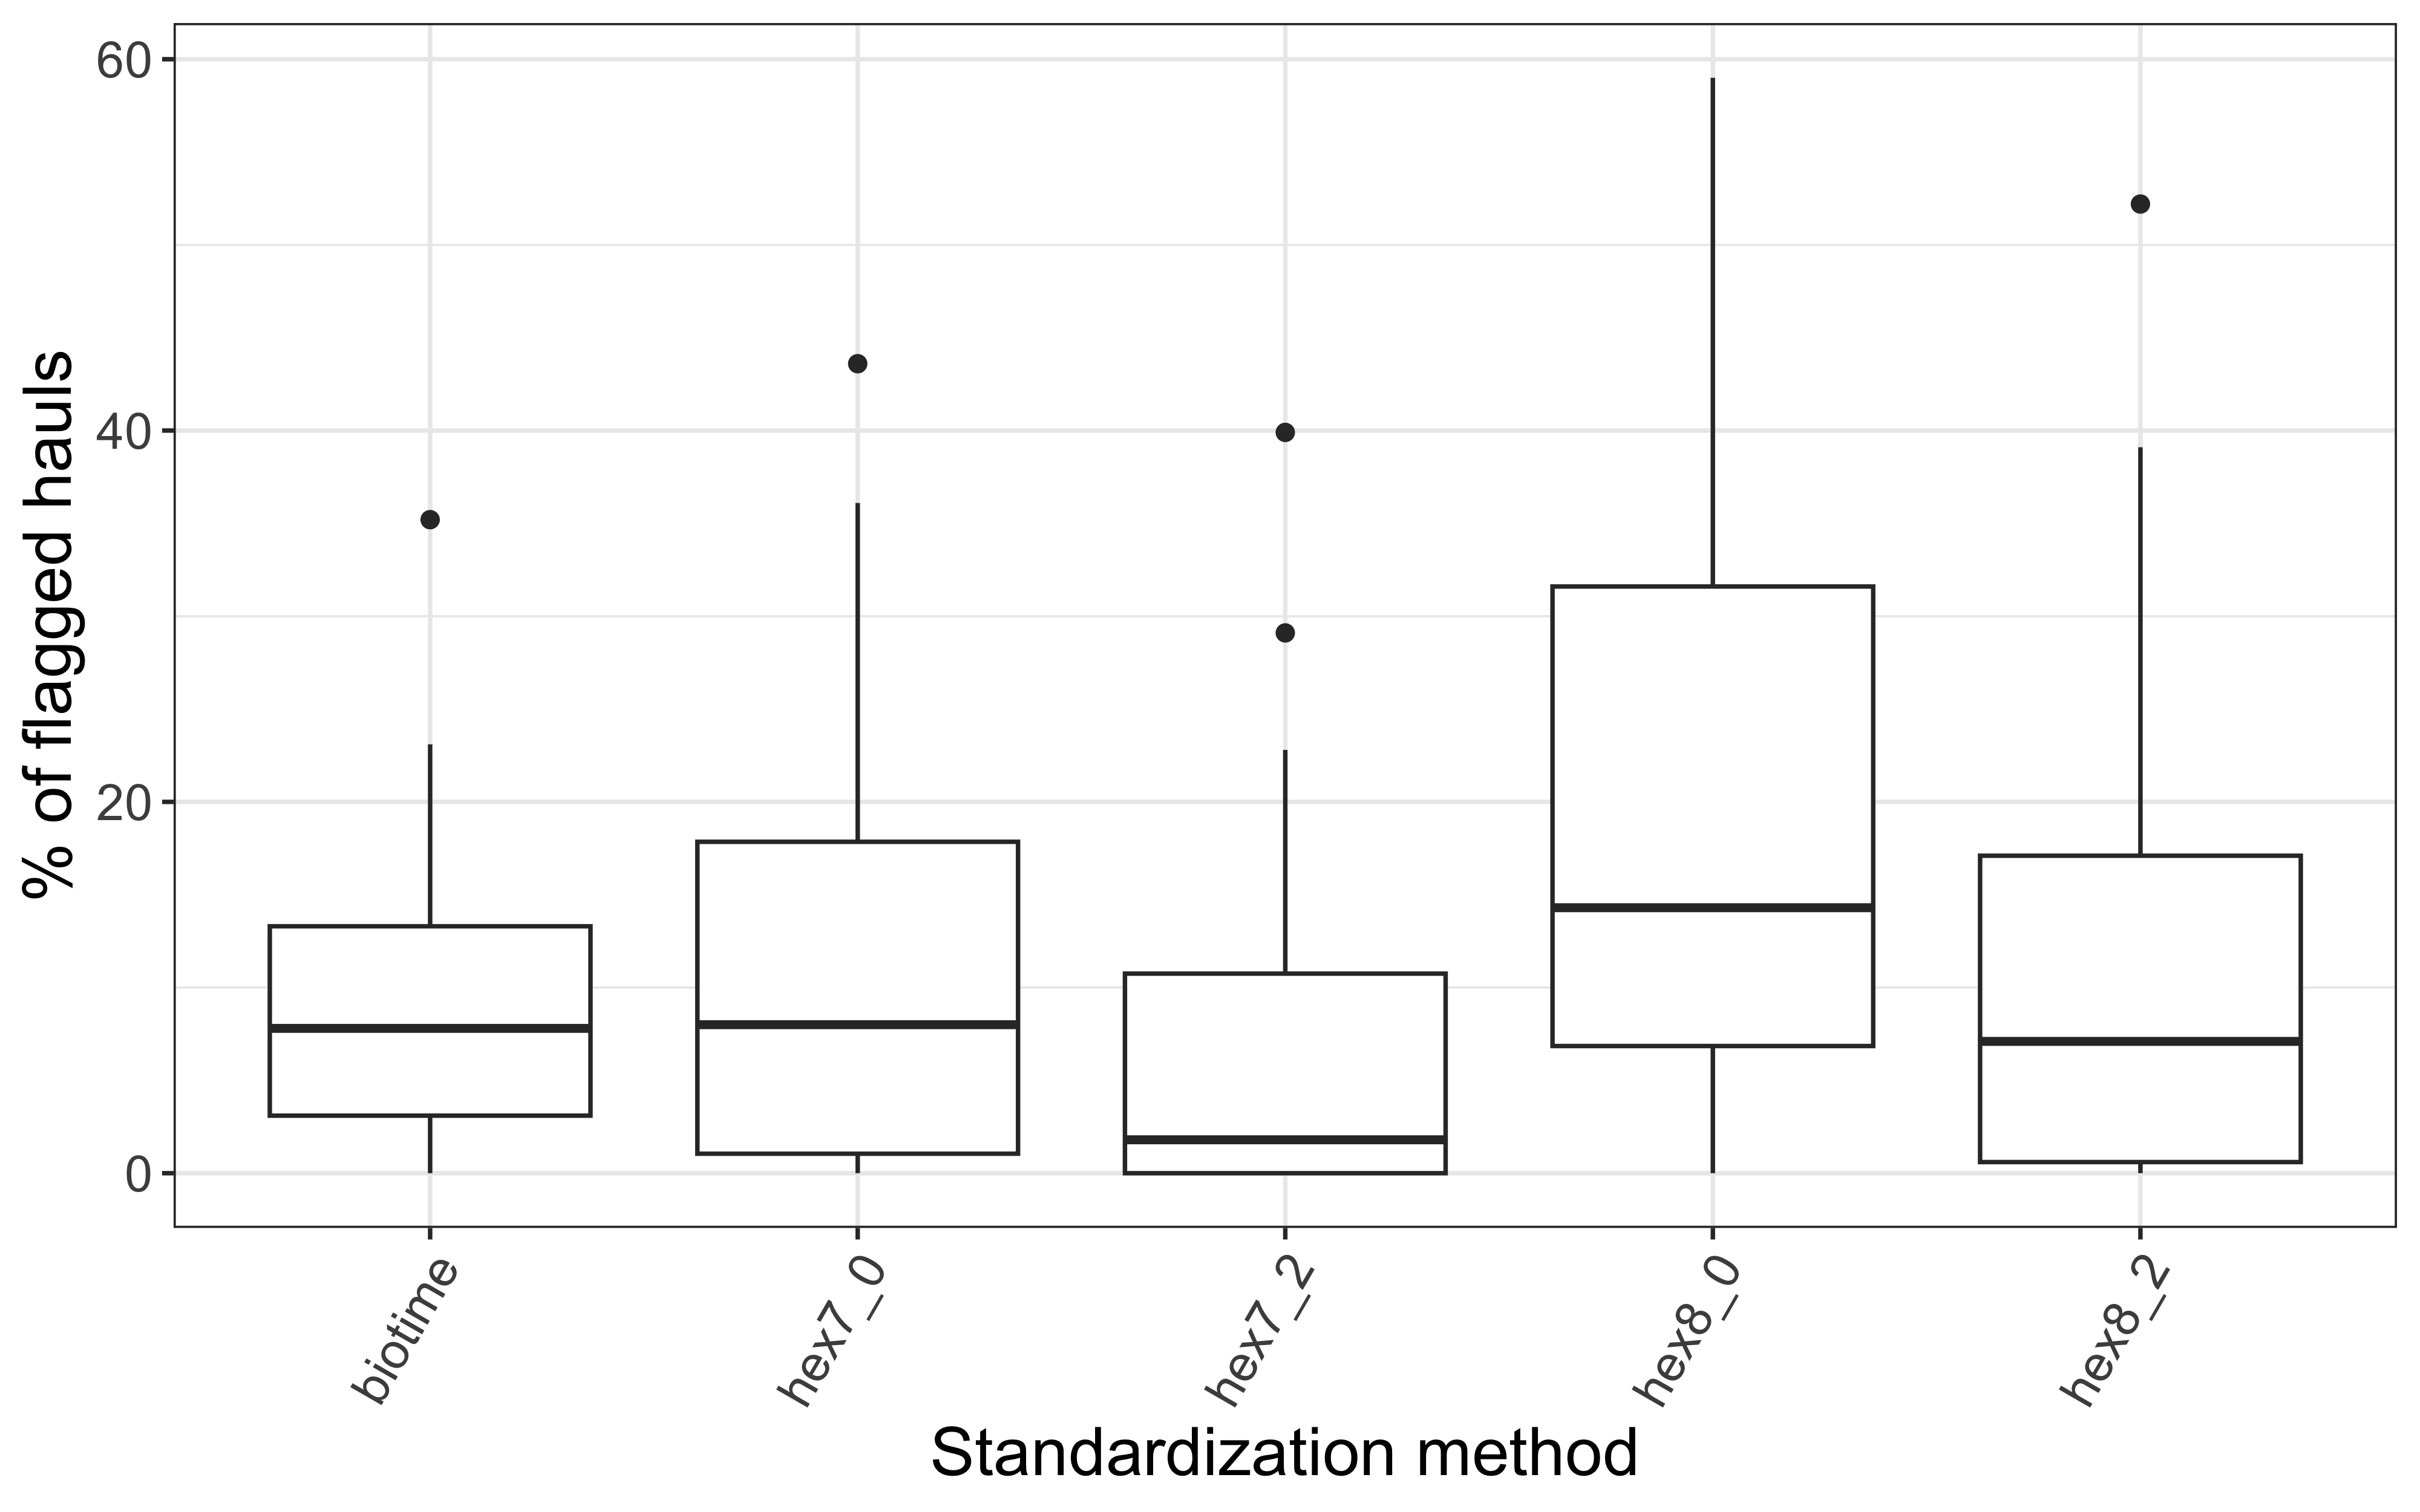 % of flagged hauls
60
40
20
0
biotime
hex7_0
hex7_2
hex8_0
hex8_2
Standardization method